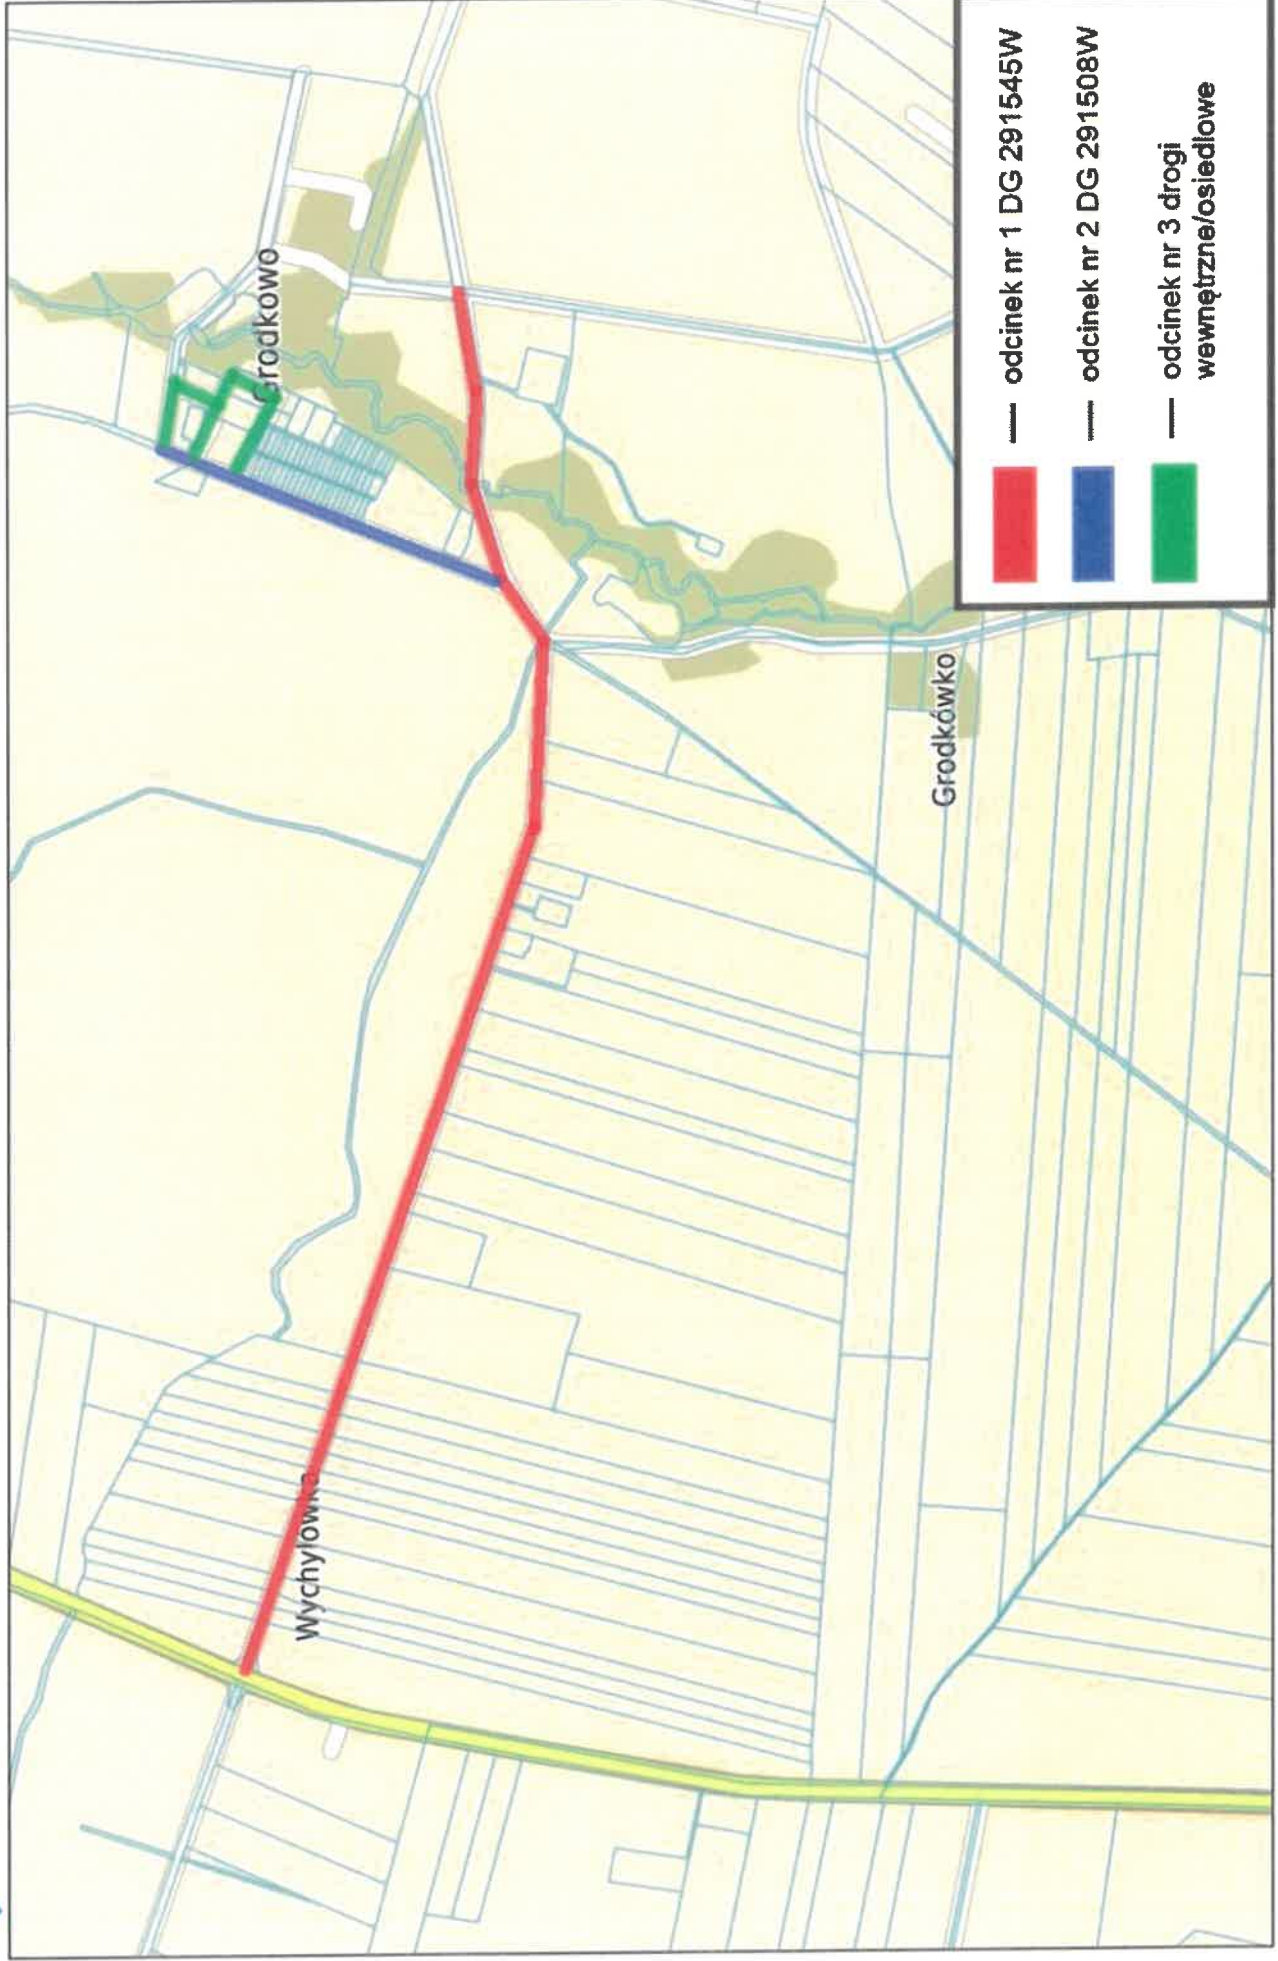 Grodkowo
Wychylówka
Grodkówko
— odcinek nr 1 DG 291545W
— odcinek nr 2 DG 291508W
— odcinek nr 3 drogi
wewnętrzne/osiedlowe